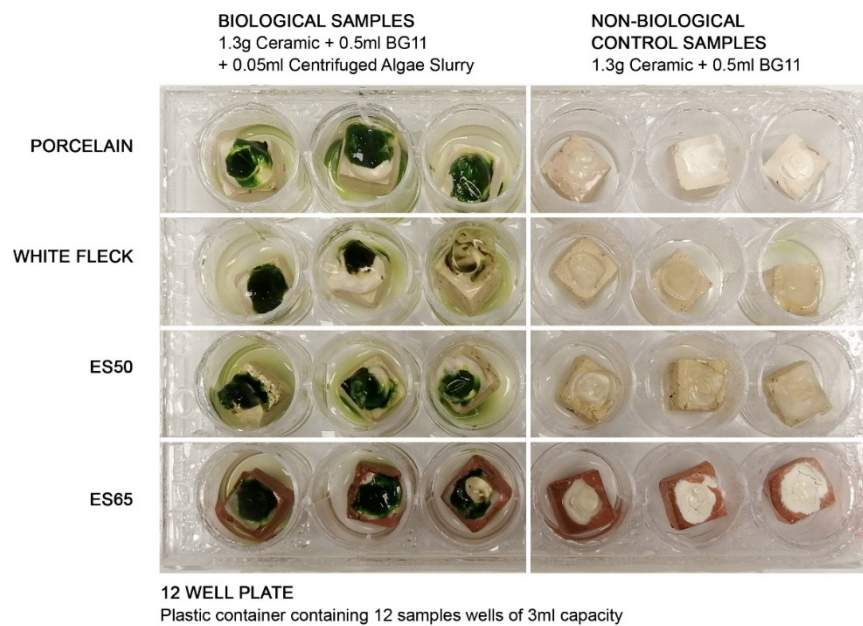 BIOLOGICAL SAMPLES
1.3g Ceramic + 0.5ml BG11
+ 0.05ml Centrifuged Algae Slurry
NON-BIOLOGICAL
CONTROL SAMPLES
1.3g Ceramic + 0.5ml BG11
PORCELAIN
WHITE FLECK
ES50
ES65
12 WELL PLATE
Plastic container containing 12 samples wells of 3ml capacity